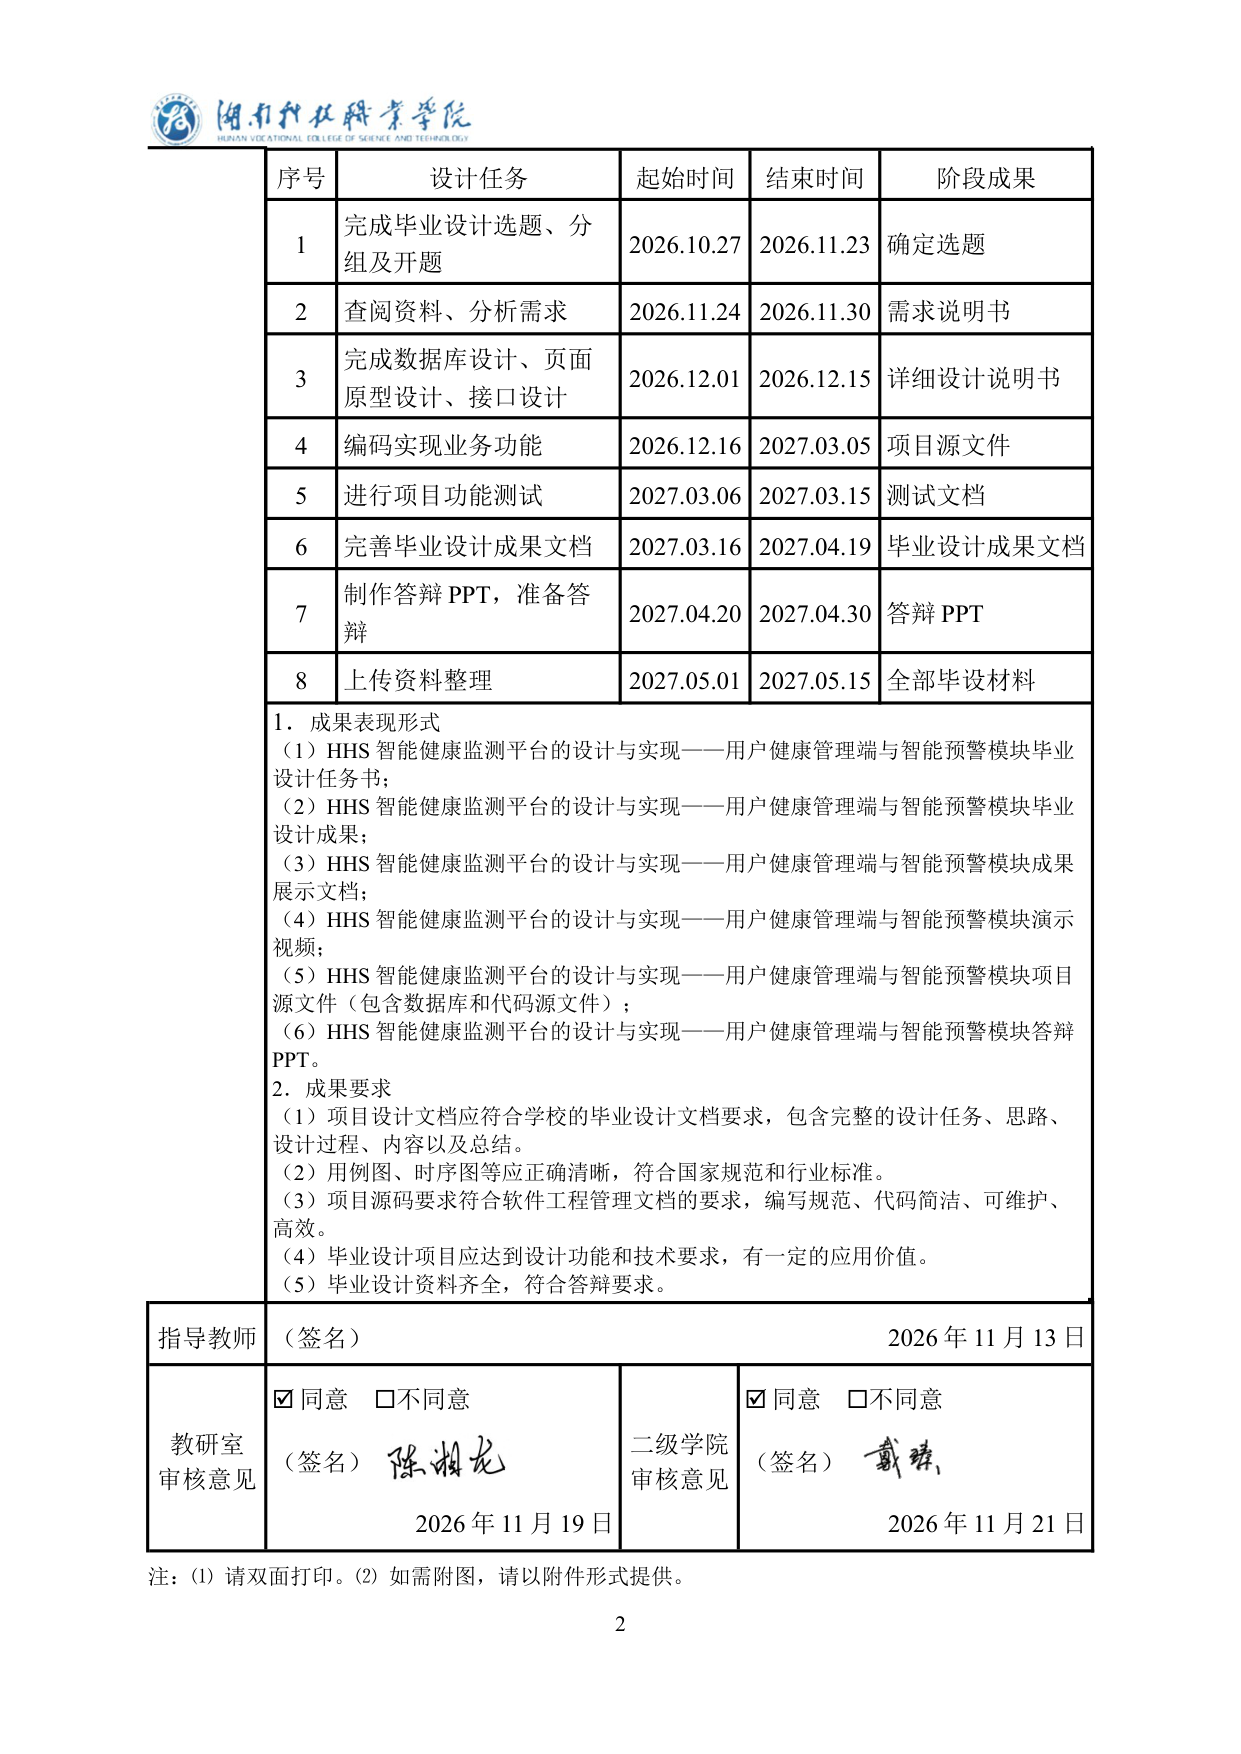 湖南科技职业学院
HUNAN VOCATIONAL COLLEGE OF SCIENCE AND TECHNOLOGY
序号 设计任务 起始时间 结束时间 阶段成果
1 完成毕业设计选题、分组及开题 2026.10.27 2026.11.23 确定选题
2 查阅资料、分析需求 2026.11.24 2026.11.30 需求说明书
3 完成数据库设计、页面原型设计、接口设计 2026.12.01 2026.12.15 详细设计说明书
4 编码实现业务功能 2026.12.16 2027.03.05 项目源文件
5 进行项目功能测试 2027.03.06 2027.03.15 测试文档
6 完善毕业设计成果文档 2027.03.16 2027.04.19 毕业设计成果文档
7 制作答辩 PPT，准备答辩 2027.04.20 2027.04.30 答辩 PPT
8 上传资料整理 2027.05.01 2027.05.15 全部毕设材料
1．成果表现形式
（1）HHS 智能健康监测平台的设计与实现——用户健康管理端与智能预警模块毕业
设计任务书；
（2）HHS 智能健康监测平台的设计与实现——用户健康管理端与智能预警模块毕业
设计成果；
（3）HHS 智能健康监测平台的设计与实现——用户健康管理端与智能预警模块成果
展示文档；
（4）HHS 智能健康监测平台的设计与实现——用户健康管理端与智能预警模块演示
视频；
（5）HHS 智能健康监测平台的设计与实现——用户健康管理端与智能预警模块项目
源文件（包含数据库和代码源文件）；
（6）HHS 智能健康监测平台的设计与实现——用户健康管理端与智能预警模块答辩
PPT。
2．成果要求
（1）项目设计文档应符合学校的毕业设计文档要求，包含完整的设计任务、思路、
设计过程、内容以及总结。
（2）用例图、时序图等应正确清晰，符合国家规范和行业标准。
（3）项目源码要求符合软件工程管理文档的要求，编写规范、代码简洁、可维护、
高效。
（4）毕业设计项目应达到设计功能和技术要求，有一定的应用价值。
（5）毕业设计资料齐全，符合答辩要求。
指导教师 （签名） 2026 年 11 月 13 日
教研室
审核意见
☑ 同意 □不同意
（签名） 陈湘龙
2026 年 11 月 19 日
二级学院
审核意见
☑ 同意 □不同意
（签名） 戴臻
2026 年 11 月 21 日
注：⑴ 请双面打印。⑵ 如需附图，请以附件形式提供。
2